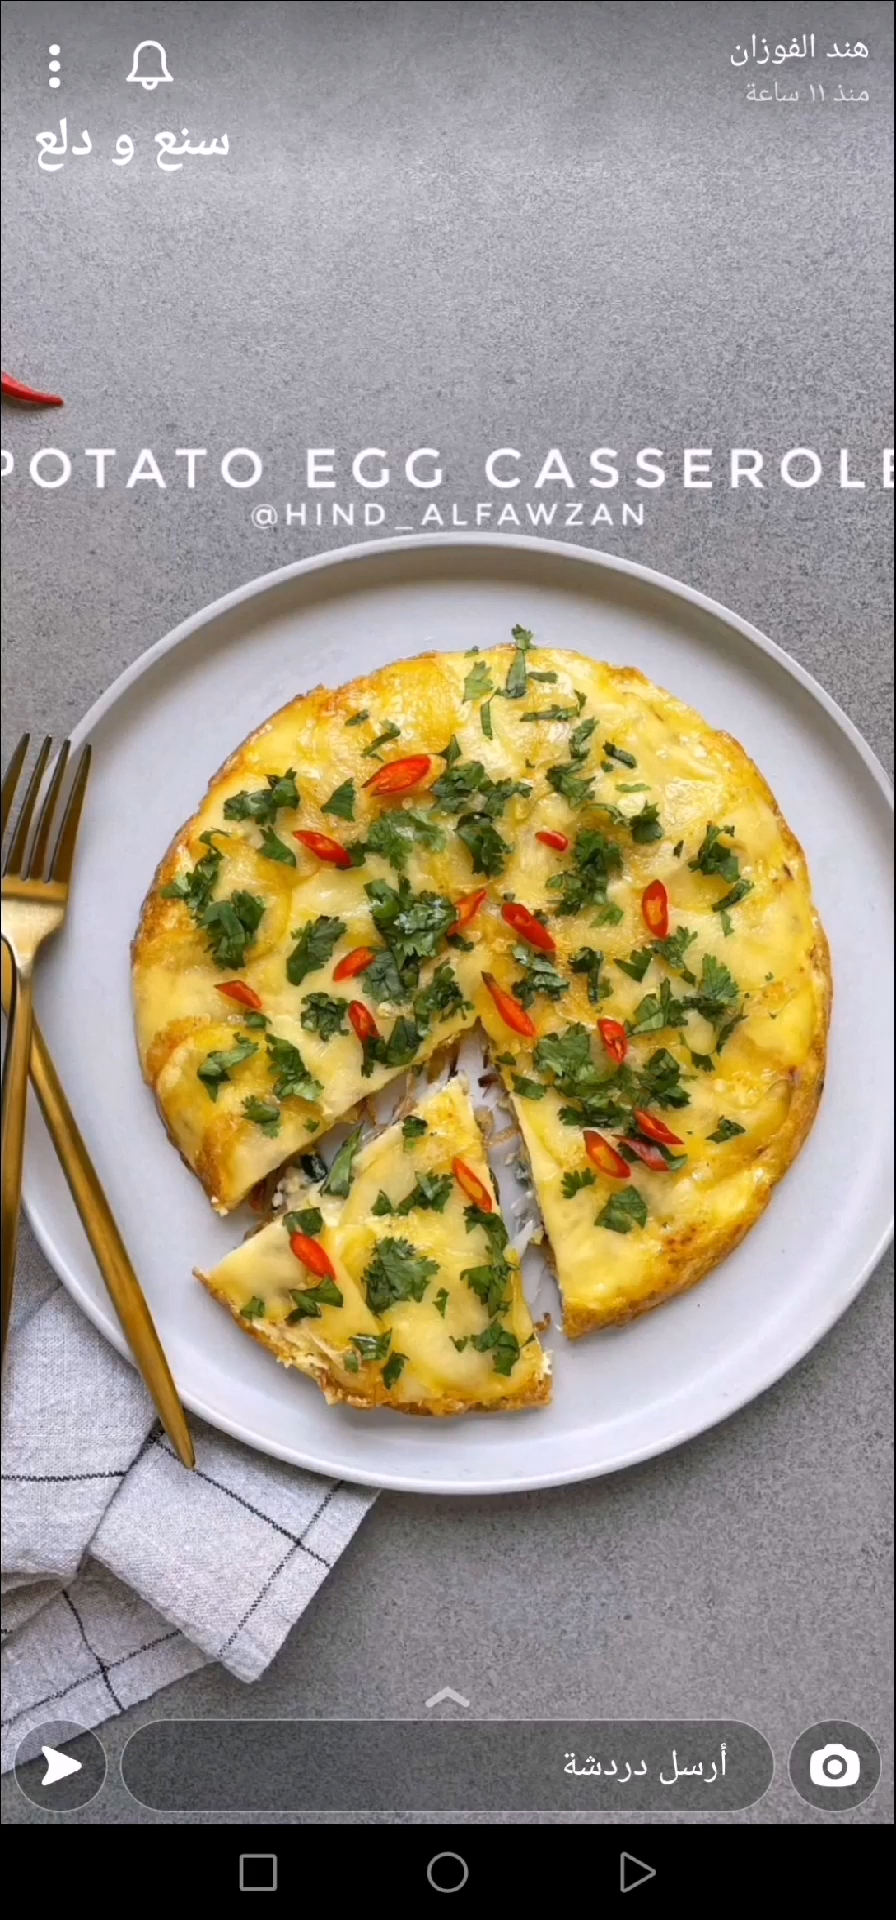 هند الفوزان
منذ ١١ ساعة
سنع و دلع
POTATO EGG CASSEROLE
@HIND_ALFAWZAN
أرسل دردشة